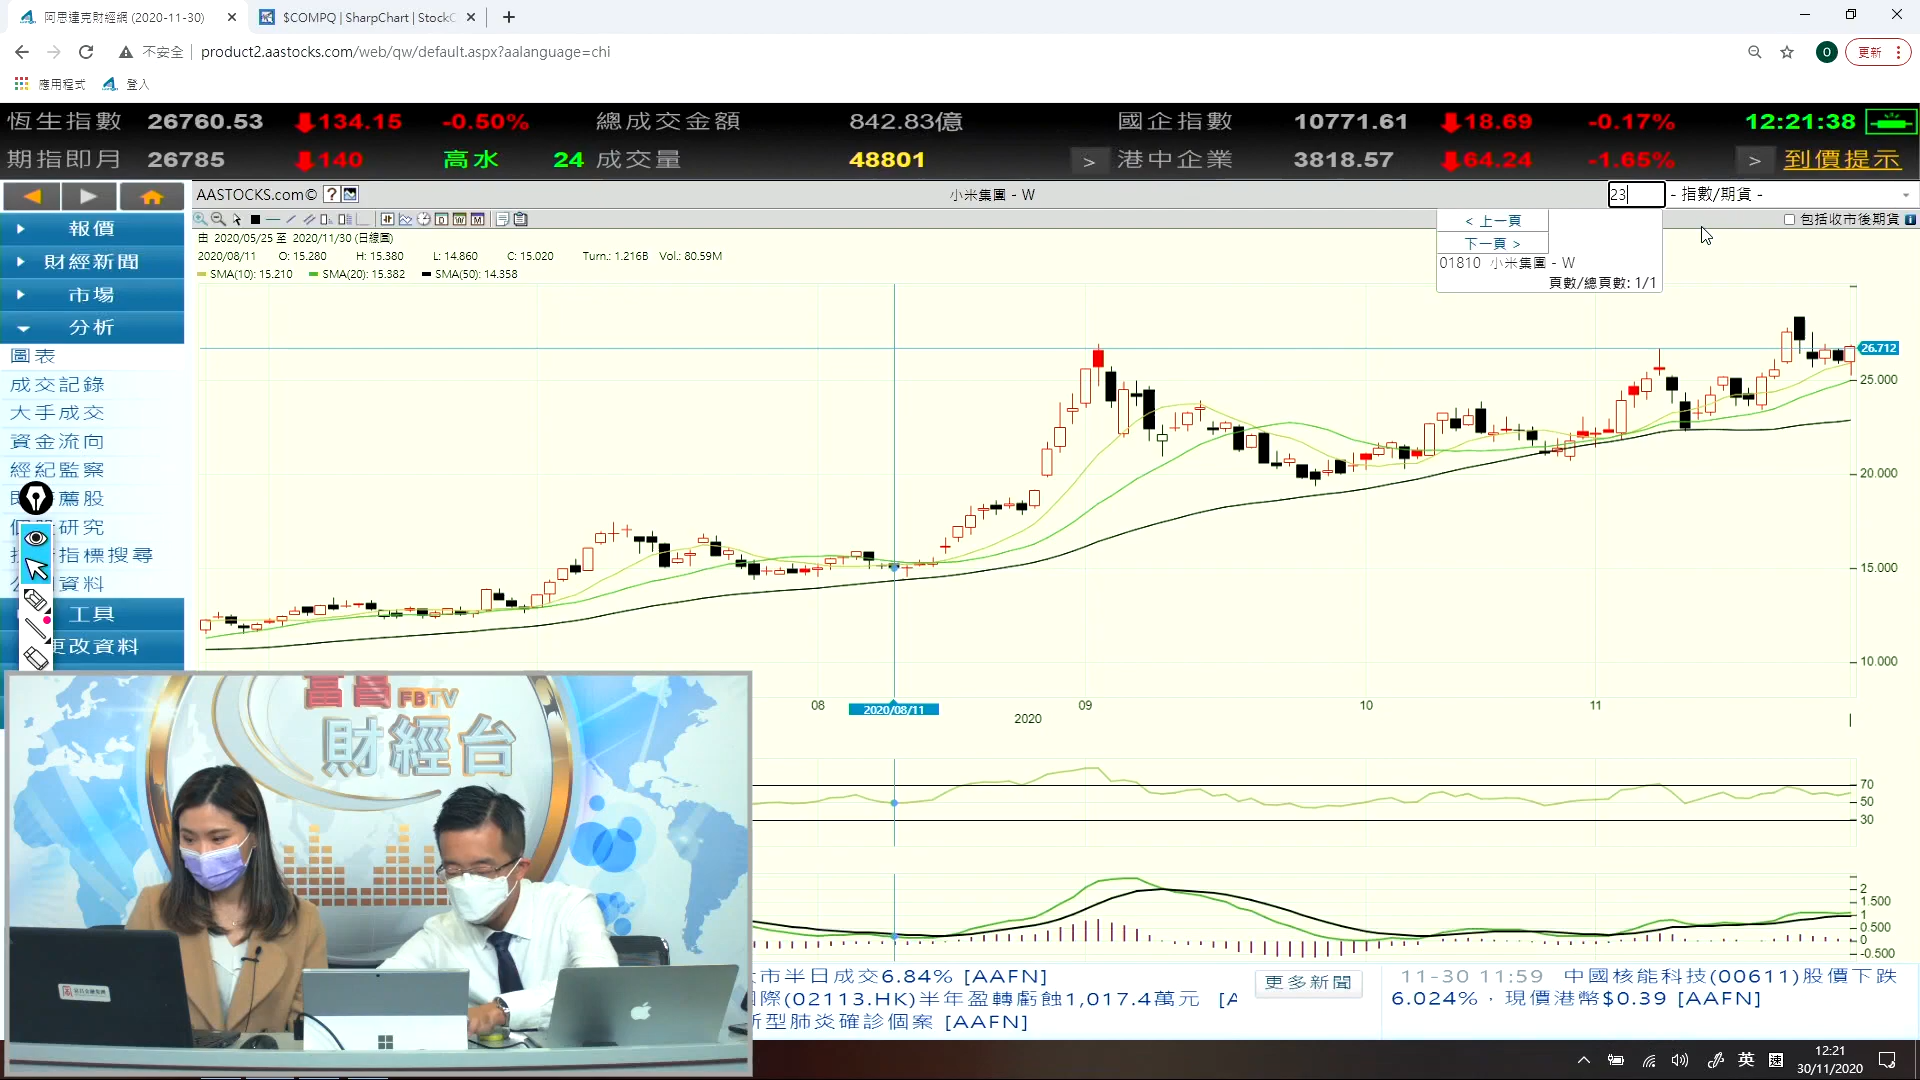 阿思達克財經網 (2020-11-30)
$COMPQ | SharpChart | StockC
不安全
product2.aastocks.com/web/qw/default.aspx?aalanguage=chi
O
更新
應用程式
登入
恆生指數 26760.53 134.15 -0.50% 總成交金額 842.83億 國企指數 10771.61 18.69 -0.17% 12:21:38
期指即月 26785 140 高水 24 成交量 48801 > 港中企業 3818.57 64.24 -1.65% > 到價提示
AASTOCKS.com© ? 小米集團 - W 23 - 指數/期貨 -
包括收市後期貨
< 上一頁
下一頁 >
01810 小米集團 - W
頁數/總頁數: 1/1
由 2020/05/25 至 2020/11/30 (日線圖)
2020/08/11 O: 15.280 H: 15.380 L: 14.860 C: 15.020 Turn.: 1.216B Vol.: 80.59M
SMA(10): 15.210 SMA(20): 15.382 SMA(50): 14.358
報價
財經新聞
市場
分析
圖表
成交記錄
大手成交
資金流向
經紀監察
薦股
研究
指標搜尋
資料
工具
更改資料
26.712
25.000
20.000
15.000
10.000
08 2020/08/11 09 10 11
2020
70
50
30
2
1.500
1
0.500
0
-0.500
富昌 FBTV
財經台
市半日成交6.84% [AAFN]
際(02113.HK)半年盈轉虧蝕1,017.4萬元 [A
新型肺炎確診個案 [AAFN]
更多新聞
11-30 11:59 中國核能科技(00611)股價下跌
6.024%，現價港幣$0.39 [AAFN]
英
12:21
30/11/2020